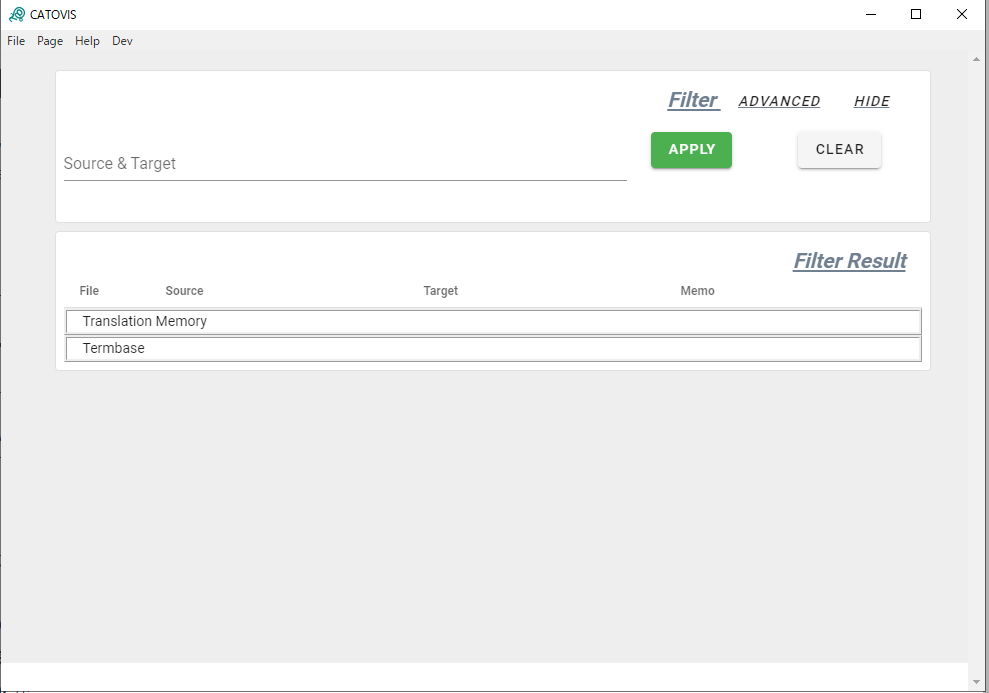 CATOVIS
File Page Help Dev
Filter ADVANCED HIDE
Source & Target APPLY CLEAR
Filter Result
File Source Target Memo
Translation Memory
Termbase